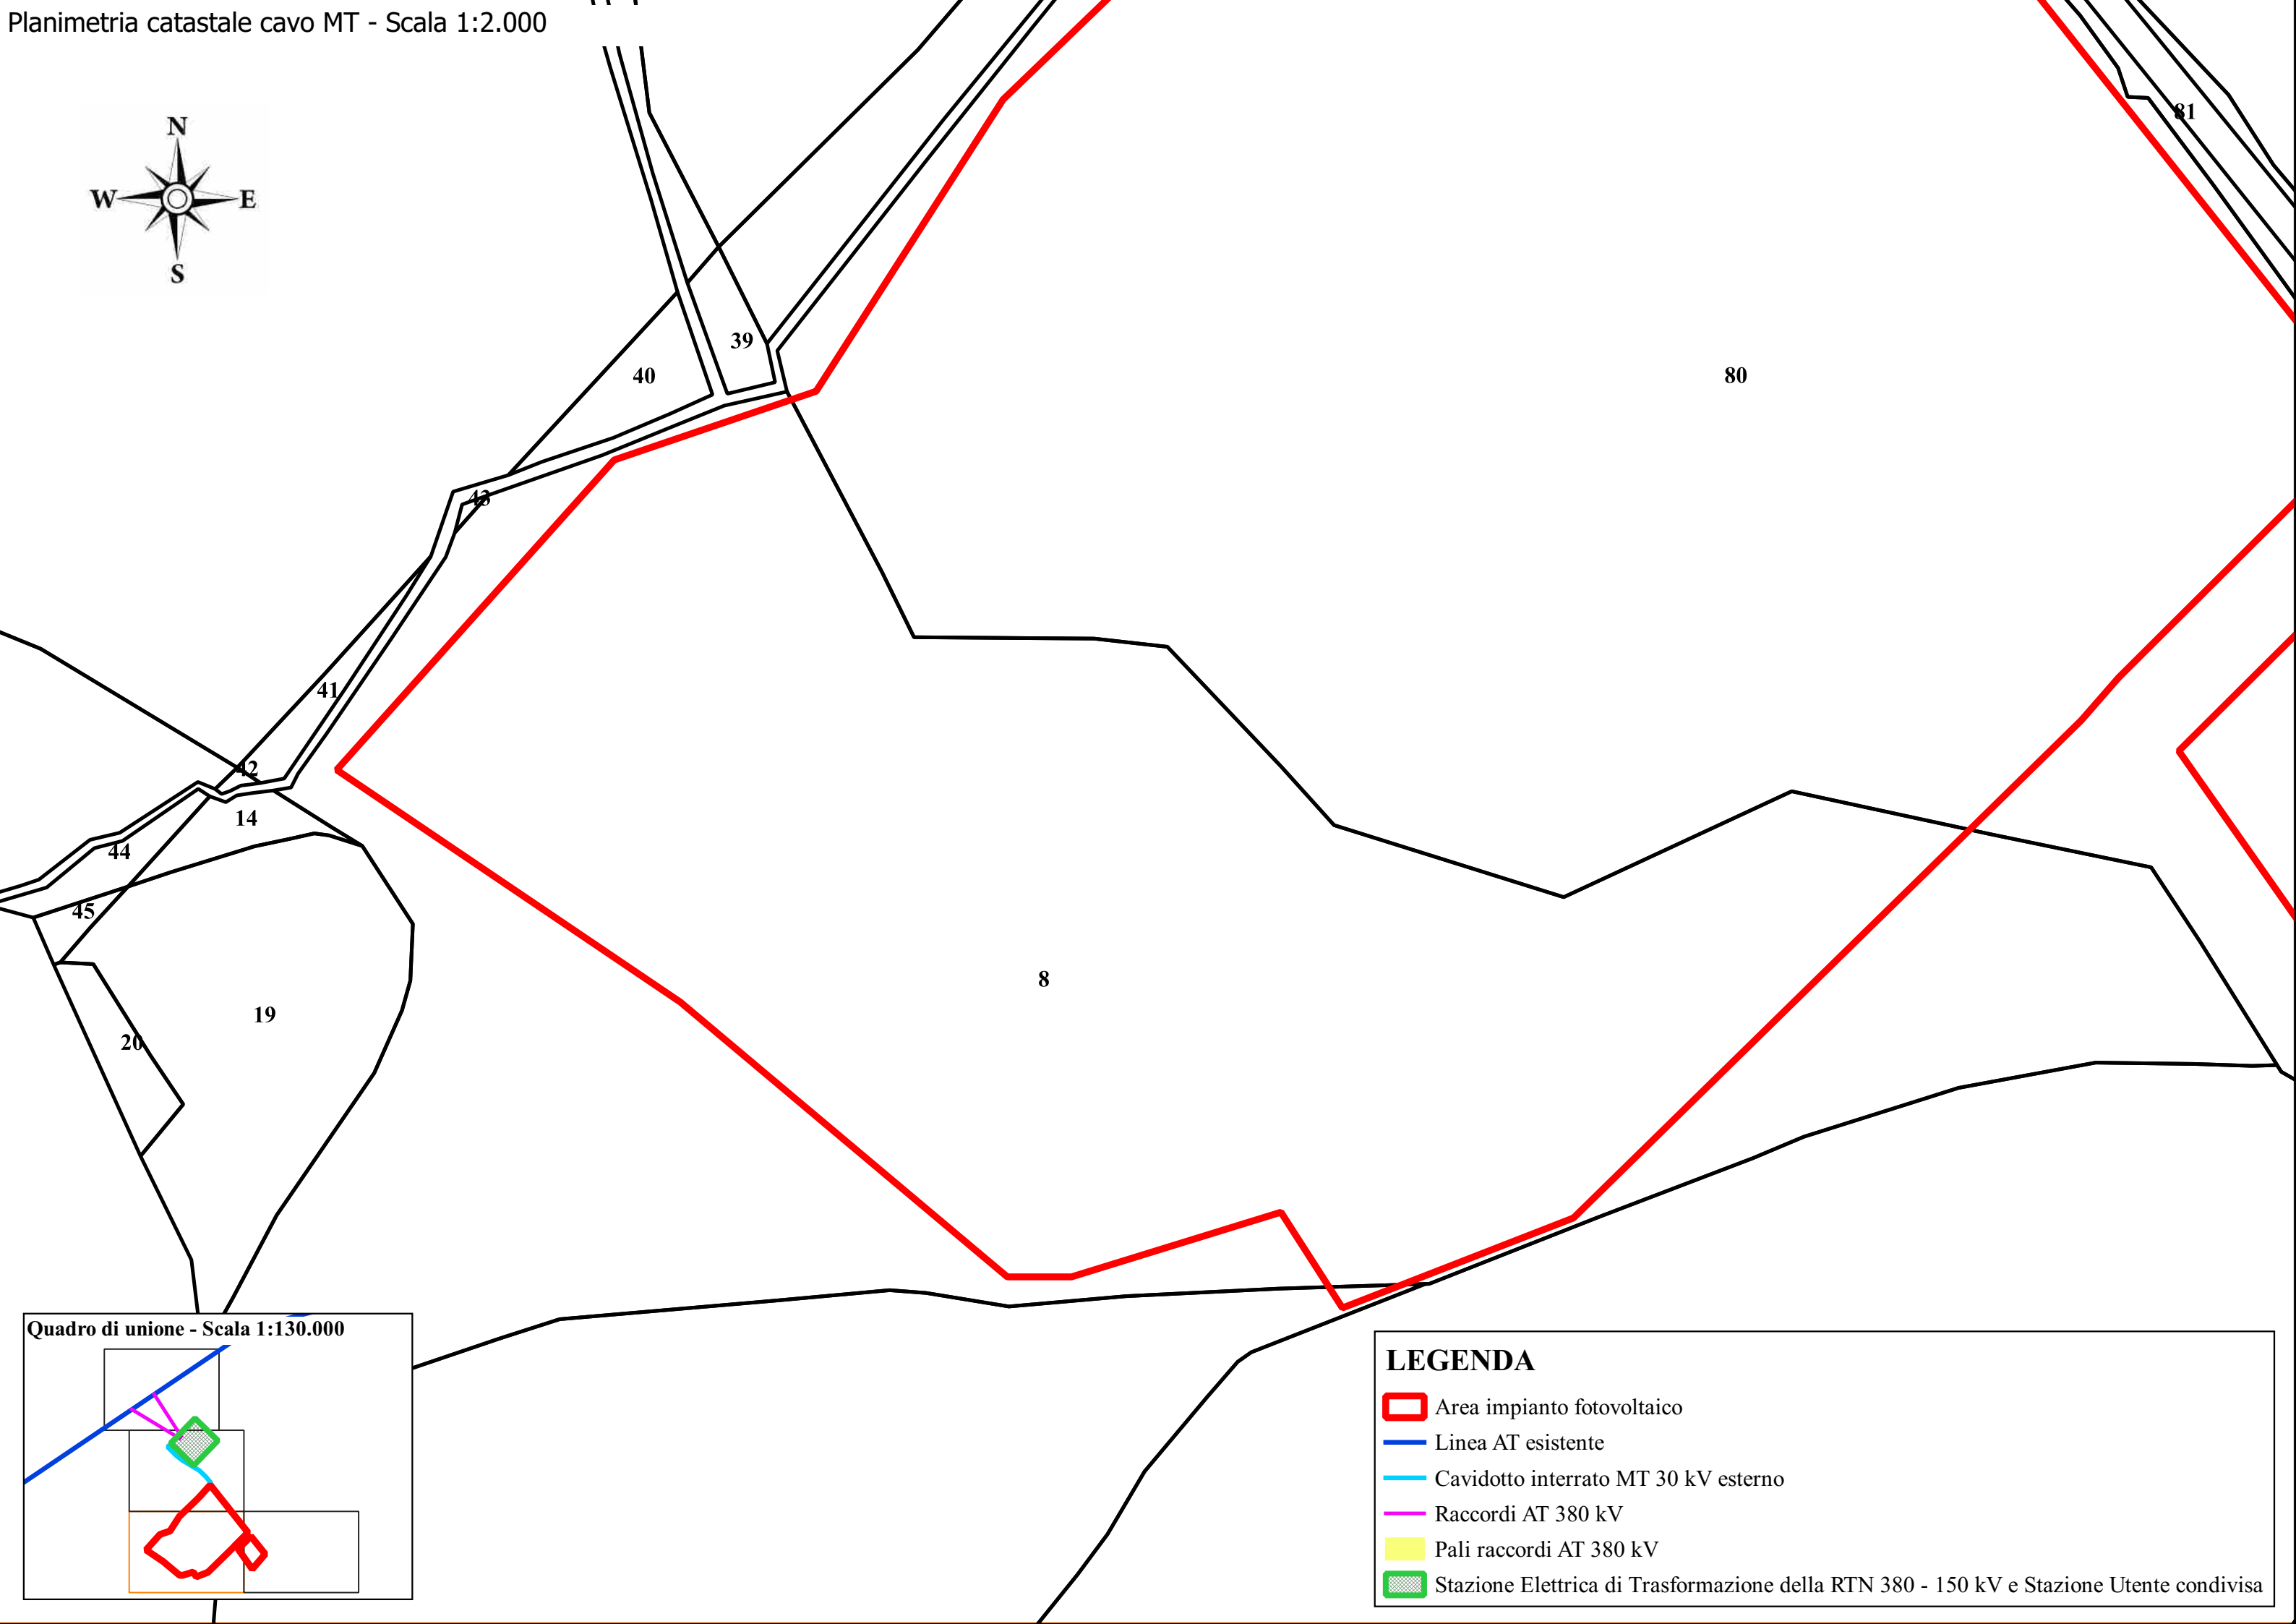 Planimetria catastale cavo MT - Scala 1:2.000
N
W E
S
81
39
40
80
43
41
42
14
44
45
8
19
20
Quadro di unione - Scala 1:130.000
LEGENDA
Area impianto fotovoltaico
Linea AT esistente
Cavidotto interrato MT 30 kV esterno
Raccordi AT 380 kV
Pali raccordi AT 380 kV
Stazione Elettrica di Trasformazione della RTN 380 - 150 kV e Stazione Utente condivisa